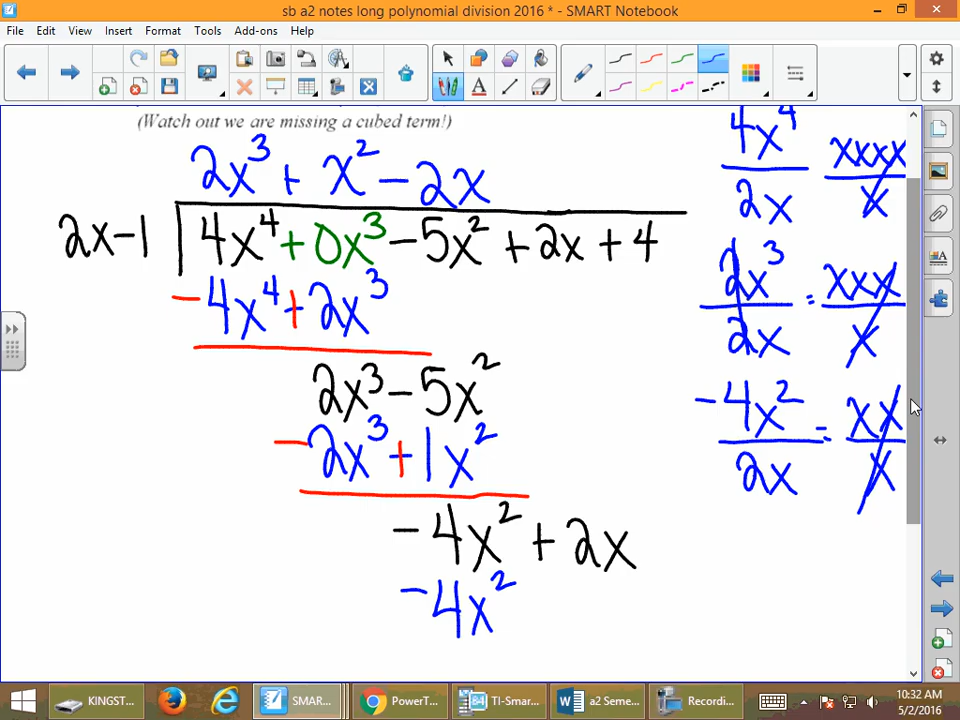 sb a2 notes long polynomial division 2016 * - SMART Notebook
File Edit View Insert Format Tools Add-ons Help
(Watch out we are missing a cubed term!)
2x³ + x² - 2x
2x-1 4x⁴ + 0x³ - 5x² + 2x + 4
- 4x⁴ + 2x³
2x³ - 5x²
- 2x³ + 1x²
-4x² + 2x
-4x²
4x⁴ xxxx
2x x
2x³ = xxx
2x x
-4x² = xx
2x x
KINGST... SMAR... PowerT... TI-Smar... a2 Seme... Recordi...
10:32 AM
5/2/2016